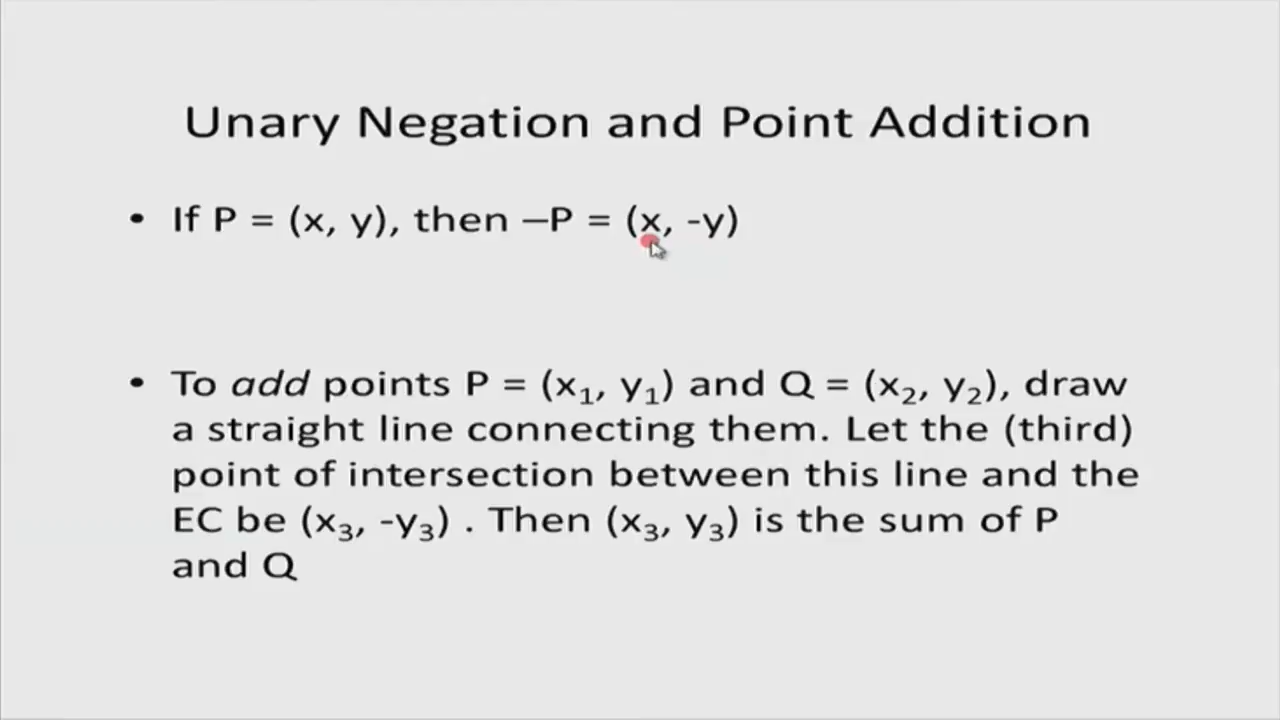 Unary Negation and Point Addition
• If P = (x, y), then –P = (x, -y)
• To add points P = (x₁, y₁) and Q = (x₂, y₂), draw
a straight line connecting them. Let the (third)
point of intersection between this line and the
EC be (x₃, -y₃) . Then (x₃, y₃) is the sum of P
and Q